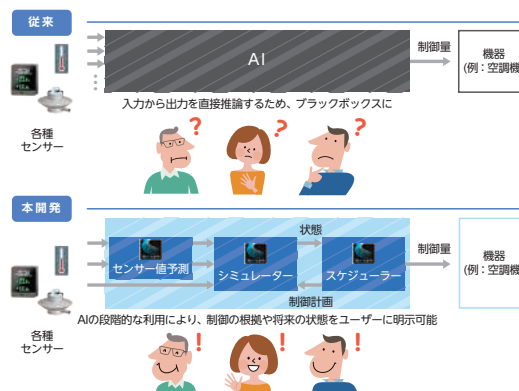 従来
AI
制御量
機器
(例：空調機
入力から出力を直接推論するため、ブラックボックスに
各種
センサー
? ? ?
本開発
状態
センサー値予測
シミュレーター
スケジューラー
制御量
機器
(例：空調機
制御計画
AIの段階的な利用により、制御の根拠や将来の状態をユーザーに明示可能
各種
センサー
! ! !